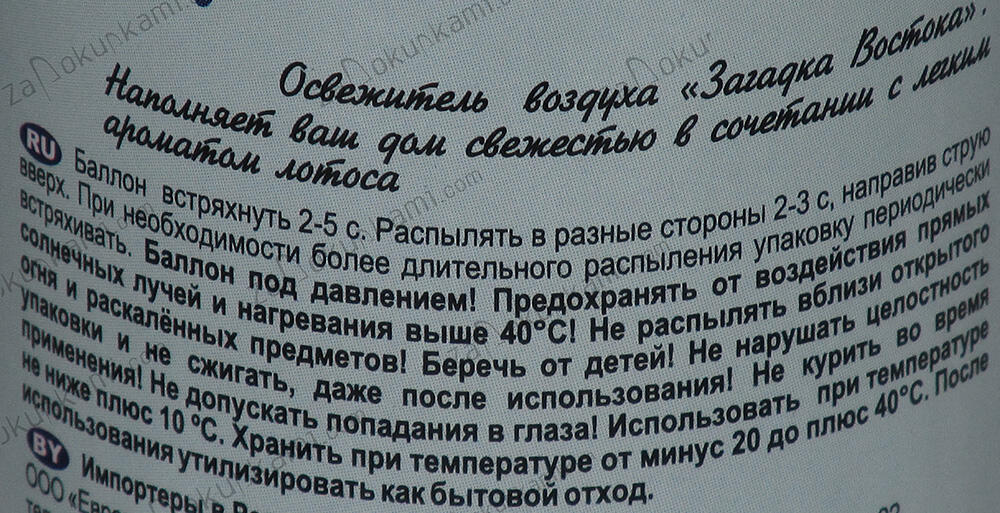 Освежитель воздуха «Загадка Востока».
Наполняет ваш дом свежестью в сочетании с легким
ароматом лотоса
RU Баллон встряхнуть 2-5 с. Распылять в разные стороны 2-3 с, направив струю
вверх. При необходимости более длительного распыления упаковку периодически
встряхивать. Баллон под давлением! Предохранять от воздействия прямых
солнечных лучей и нагревания выше 40°С! Не распылять вблизи открытого
огня и раскалённых предметов! Беречь от детей! Не нарушать целостность
упаковки и не сжигать, даже после использования! Не курить во время
применения! Не допускать попадания в глаза! Использовать при температуре
не ниже плюс 10 °С. Хранить при температуре от минус 20 до плюс 40°С. После
использования утилизировать как бытовой отход.
BY Импортеры в
ООО
zapokupkami.com